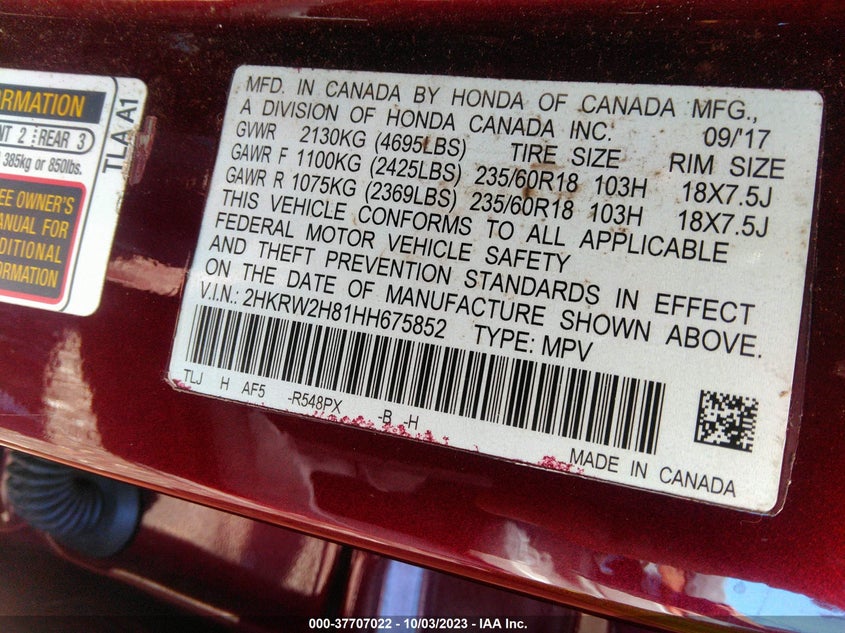 RMATION
NT 2 REAR 3
385kg or 850lbs.
EE OWNER'S
ANUAL FOR
DITIONAL
FORMATION
TLA A1
MFD. IN CANADA BY HONDA OF CANADA MFG.,
A DIVISION OF HONDA CANADA INC. 09/'17
GVWR 2130KG (4695LBS) TIRE SIZE RIM SIZE
GAWR F 1100KG (2425LBS) 235/60R18 103H 18X7.5J
GAWR R 1075KG (2369LBS) 235/60R18 103H 18X7.5J
THIS VEHICLE CONFORMS TO ALL APPLICABLE
FEDERAL MOTOR VEHICLE SAFETY
AND THEFT PREVENTION STANDARDS IN EFFECT
ON THE DATE OF MANUFACTURE SHOWN ABOVE.
V.I.N.: 2HKRW2H81HH675852 TYPE: MPV
TLJ H AF5 -R548PX -B -H
MADE IN CANADA
000-37707022 - 10/03/2023 - IAA Inc.